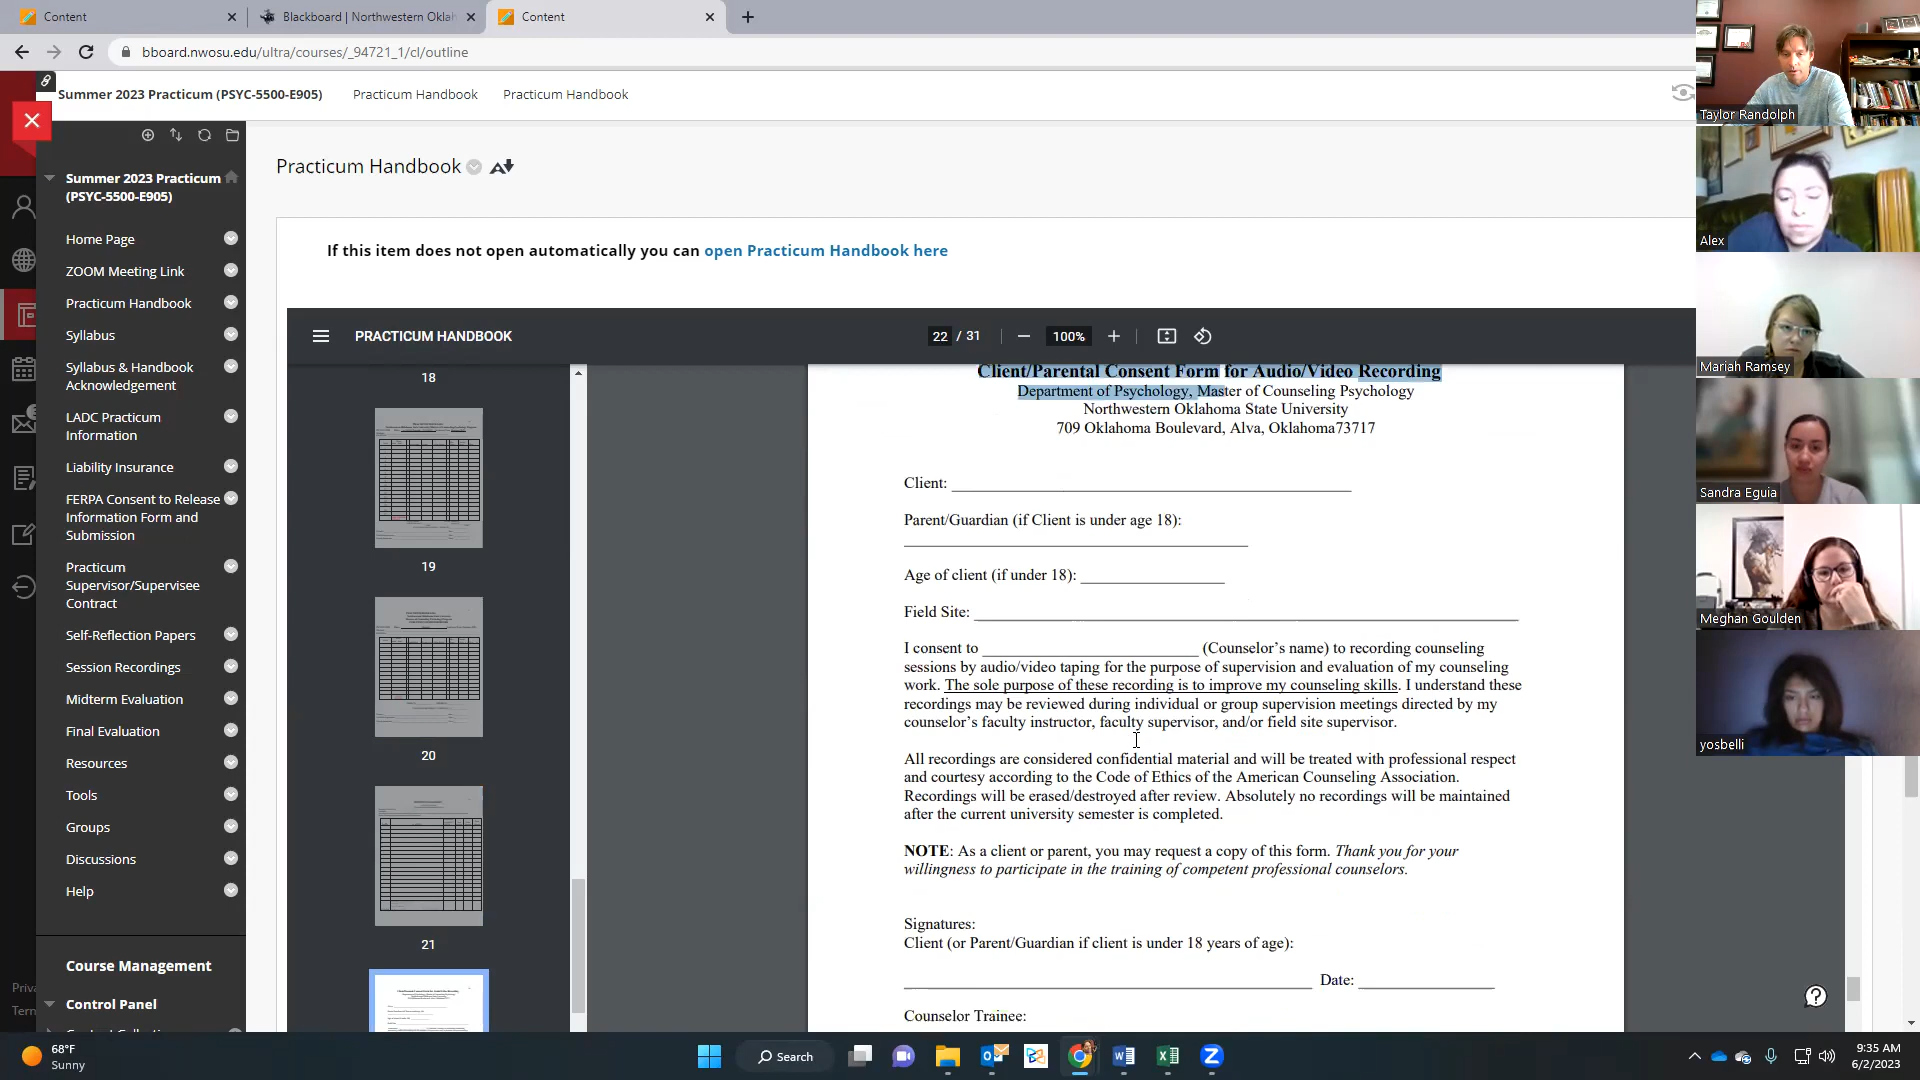 Content
Blackboard | Northwestern Oklah
Content
bboard.nwosu.edu/ultra/courses/_94721_1/cl/outline
Summer 2023 Practicum (PSYC-5500-E905)
Practicum Handbook
Practicum Handbook
Summer 2023 Practicum
(PSYC-5500-E905)
Home Page
ZOOM Meeting Link
Practicum Handbook
Syllabus
Syllabus & Handbook
Acknowledgement
LADC Practicum
Information
Liability Insurance
FERPA Consent to Release
Information Form and
Submission
Practicum
Supervisor/Supervisee
Contract
Self-Reflection Papers
Session Recordings
Midterm Evaluation
Final Evaluation
Resources
Tools
Groups
Discussions
Help
Course Management
Control Panel
Priva
Term
Practicum Handbook
If this item does not open automatically you can open Practicum Handbook here
PRACTICUM HANDBOOK
22 / 31
100%
18
19
20
21
Client/Parental Consent Form for Audio/Video Recording
Department of Psychology, Master of Counseling Psychology
Northwestern Oklahoma State University
709 Oklahoma Boulevard, Alva, Oklahoma73717
Client:
Parent/Guardian (if Client is under age 18):
Age of client (if under 18):
Field Site:
I consent to (Counselor's name) to recording counseling
sessions by audio/video taping for the purpose of supervision and evaluation of my counseling
work. The sole purpose of these recording is to improve my counseling skills. I understand these
recordings may be reviewed during individual or group supervision meetings directed by my
counselor's faculty instructor, faculty supervisor, and/or field site supervisor.
All recordings are considered confidential material and will be treated with professional respect
and courtesy according to the Code of Ethics of the American Counseling Association.
Recordings will be erased/destroyed after review. Absolutely no recordings will be maintained
after the current university semester is completed.
NOTE: As a client or parent, you may request a copy of this form. Thank you for your
willingness to participate in the training of competent professional counselors.
Signatures:
Client (or Parent/Guardian if client is under 18 years of age):
Date:
Counselor Trainee:
Taylor Randolph
Alex
Mariah Ramsey
Sandra Eguia
Meghan Goulden
yosbelli
68°F
Sunny
Search
9:35 AM
6/2/2023